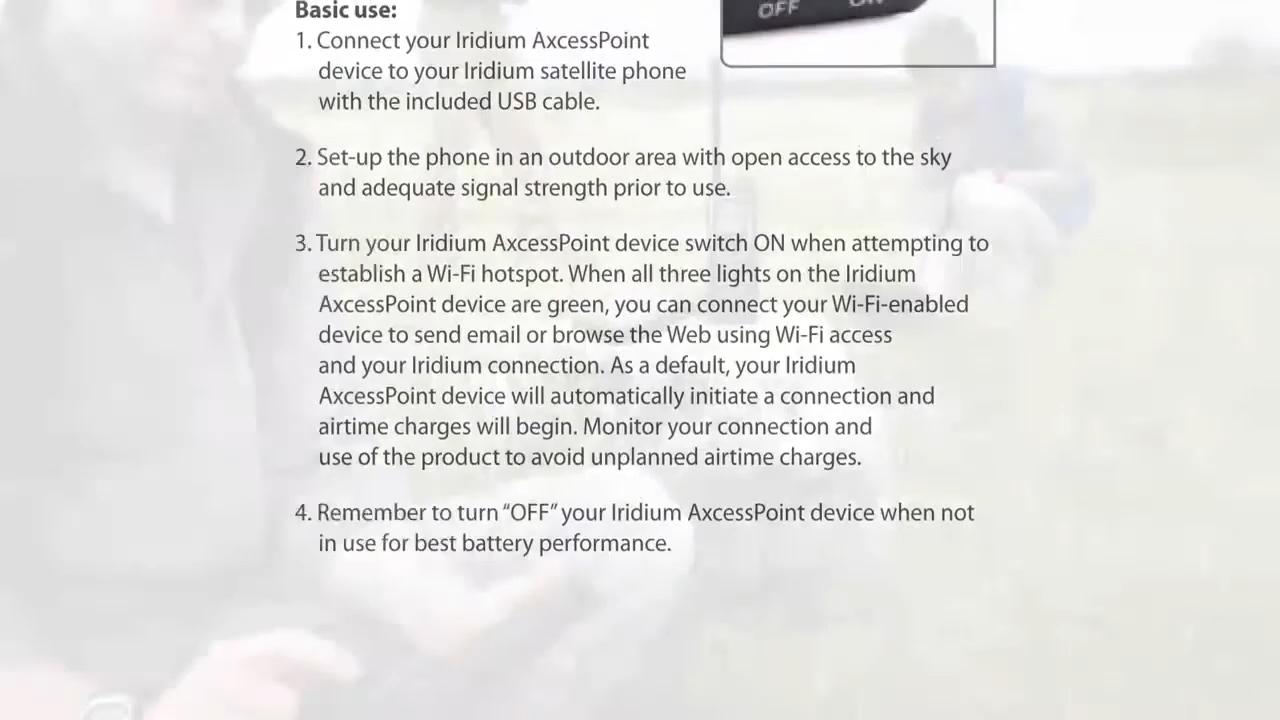 OFF
Basic use:
1. Connect your Iridium AxcessPoint
device to your Iridium satellite phone
with the included USB cable.
2. Set-up the phone in an outdoor area with open access to the sky
and adequate signal strength prior to use.
3. Turn your Iridium AxcessPoint device switch ON when attempting to
establish a Wi-Fi hotspot. When all three lights on the Iridium
AxcessPoint device are green, you can connect your Wi-Fi-enabled
device to send email or browse the Web using Wi-Fi access
and your Iridium connection. As a default, your Iridium
AxcessPoint device will automatically initiate a connection and
airtime charges will begin. Monitor your connection and
use of the product to avoid unplanned airtime charges.
4. Remember to turn “OFF” your Iridium AxcessPoint device when not
in use for best battery performance.